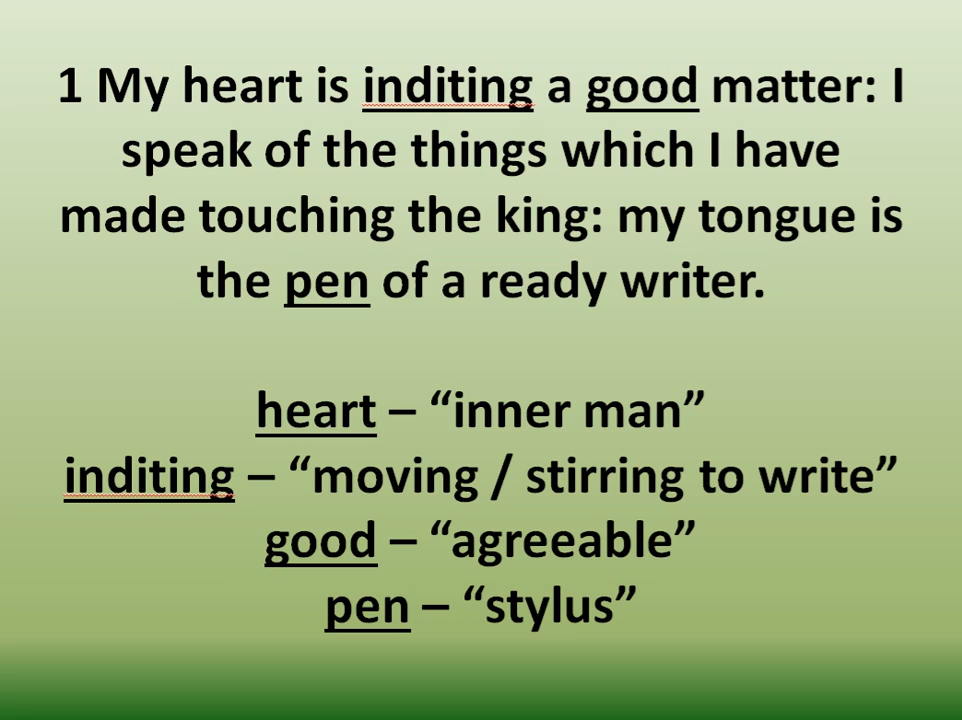 1 My heart is inditing a good matter: I
speak of the things which I have
made touching the king: my tongue is
the pen of a ready writer.
heart – “inner man”
inditing – “moving / stirring to write”
good – “agreeable”
pen – “stylus”